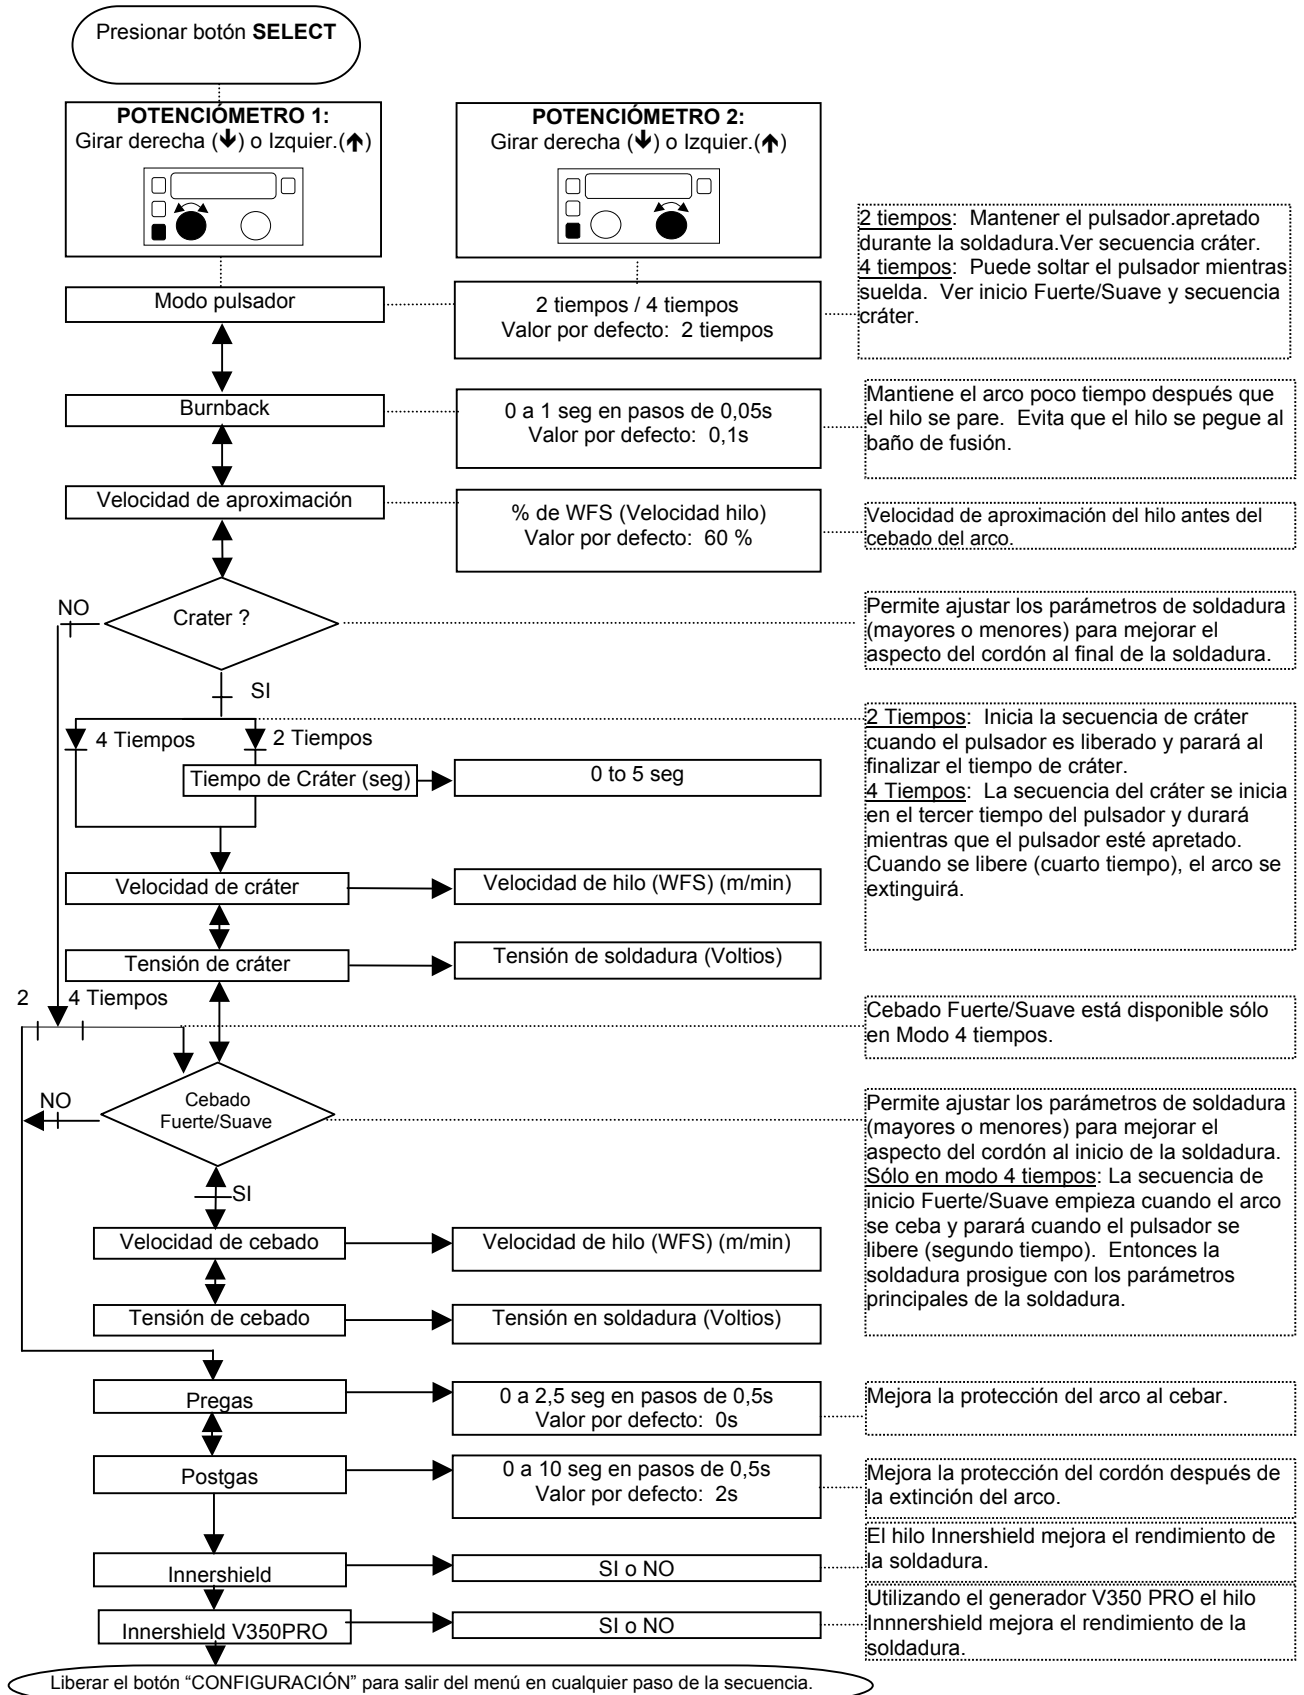 Presionar botón SELECT
POTENCIÓMETRO 1:
Girar derecha (↓) o Izquier.(↑)
POTENCIÓMETRO 2:
Girar derecha (↓) o Izquier.(↑)
Modo pulsador
2 tiempos / 4 tiempos
Valor por defecto: 2 tiempos
2 tiempos: Mantener el pulsador.apretado
durante la soldadura.Ver secuencia cráter.
4 tiempos: Puede soltar el pulsador mientras
suelda. Ver inicio Fuerte/Suave y secuencia
cráter.
Burnback
0 a 1 seg en pasos de 0,05s
Valor por defecto: 0,1s
Mantiene el arco poco tiempo después que
el hilo se pare. Evita que el hilo se pegue al
baño de fusión.
Velocidad de aproximación
% de WFS (Velocidad hilo)
Valor por defecto: 60 %
Velocidad de aproximación del hilo antes del
cebado del arco.
NO
Crater ?
SI
Permite ajustar los parámetros de soldadura
(mayores o menores) para mejorar el
aspecto del cordón al final de la soldadura.
4 Tiempos
2 Tiempos
Tiempo de Cráter (seg)
0 to 5 seg
2 Tiempos: Inicia la secuencia de cráter
cuando el pulsador es liberado y parará al
finalizar el tiempo de cráter.
4 Tiempos: La secuencia del cráter se inicia
en el tercer tiempo del pulsador y durará
mientras que el pulsador esté apretado.
Cuando se libere (cuarto tiempo), el arco se
extinguirá.
Velocidad de cráter
Velocidad de hilo (WFS) (m/min)
Tensión de cráter
Tensión de soldadura (Voltios)
2
4 Tiempos
Cebado Fuerte/Suave está disponible sólo
en Modo 4 tiempos.
NO
Cebado
Fuerte/Suave
SI
Permite ajustar los parámetros de soldadura
(mayores o menores) para mejorar el
aspecto del cordón al inicio de la soldadura.
Sólo en modo 4 tiempos: La secuencia de
inicio Fuerte/Suave empieza cuando el arco
se ceba y parará cuando el pulsador se
libere (segundo tiempo). Entonces la
soldadura prosigue con los parámetros
principales de la soldadura.
Velocidad de cebado
Velocidad de hilo (WFS) (m/min)
Tensión de cebado
Tensión en soldadura (Voltios)
Pregas
0 a 2,5 seg en pasos de 0,5s
Valor por defecto: 0s
Mejora la protección del arco al cebar.
Postgas
0 a 10 seg en pasos de 0,5s
Valor por defecto: 2s
Mejora la protección del cordón después de
la extinción del arco.
Innershield
SI o NO
El hilo Innershield mejora el rendimiento de
la soldadura.
Innershield V350PRO
SI o NO
Utilizando el generador V350 PRO el hilo
Innnershield mejora el rendimiento de la
soldadura.
Liberar el botón “CONFIGURACIÓN” para salir del menú en cualquier paso de la secuencia.